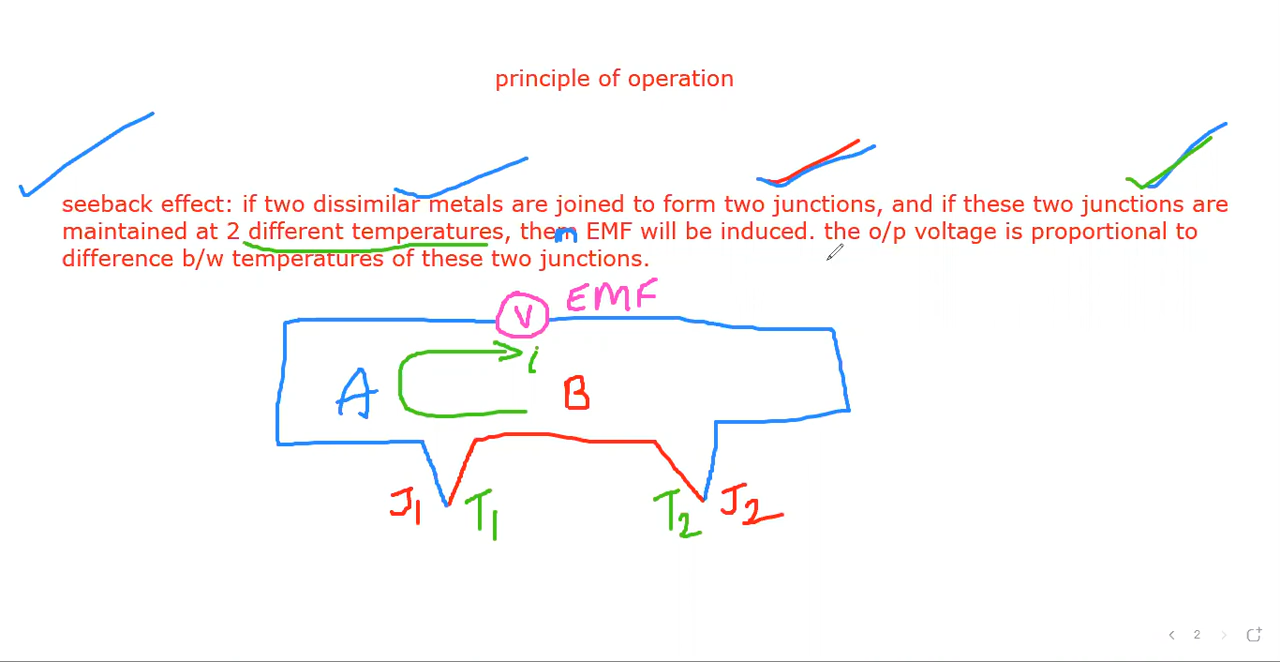 principle of operation
seeback effect: if two dissimilar metals are joined to form two junctions, and if these two junctions are
maintained at 2 different temperatures, then EMF will be induced. the o/p voltage is proportional to
difference b/w temperatures of these two junctions.
V EMF
i
A B
J1 T1 T2 J2
2